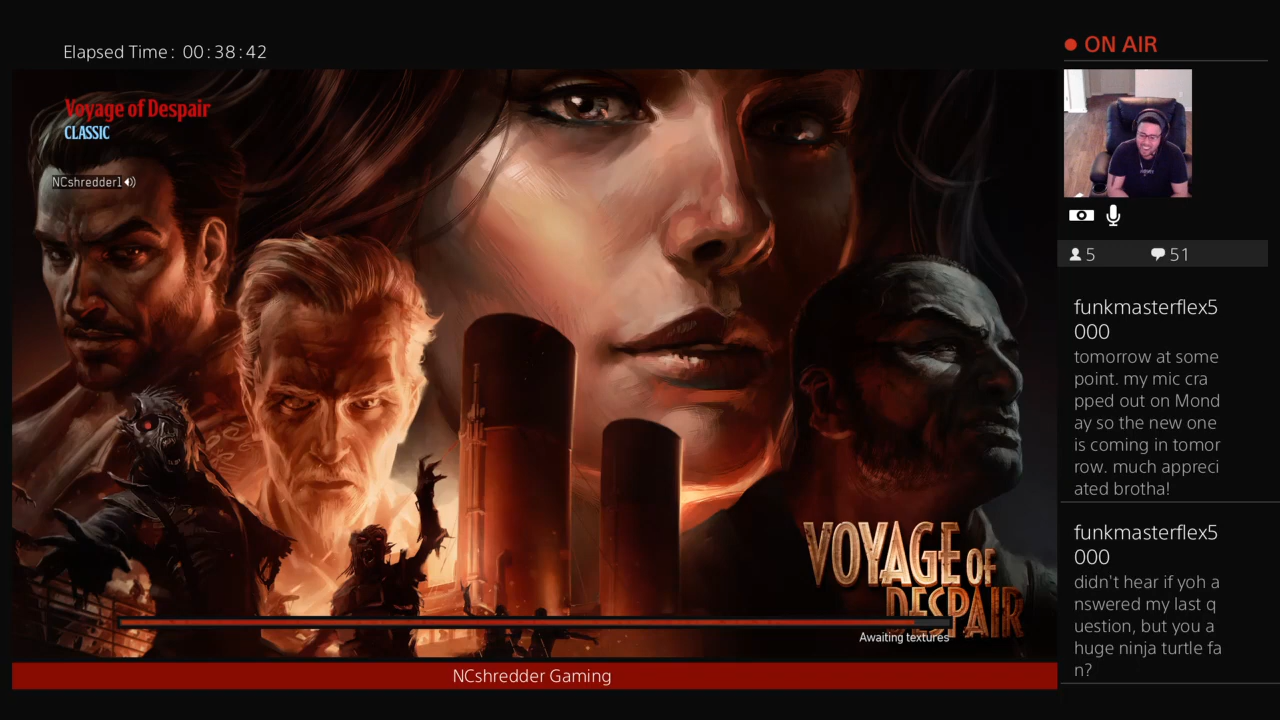 Elapsed Time: 00:38:42
ON AIR
Voyage of Despair
CLASSIC
NCshredder1
5
51
funkmasterflex5
000
tomorrow at some
point. my mic cra
pped out on Mond
ay so the new one
is coming in tomor
row. much appreci
ated brotha!
funkmasterflex5
000
didn't hear if yoh a
nswered my last q
uestion, but you a
huge ninja turtle fa
n?
VOYAGE OF
DESPAIR
Awaiting textures
NCshredder Gaming